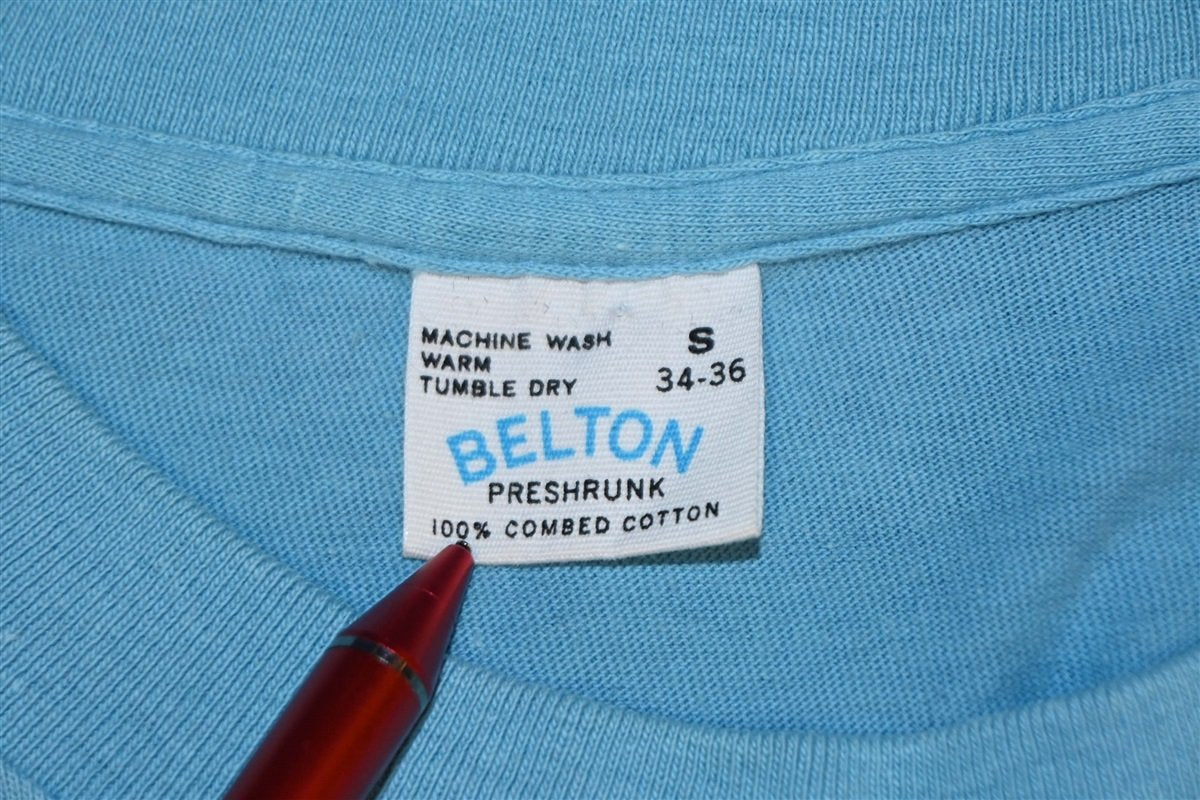 MACHINE WASH
WARM
TUMBLE DRY
S
34-36
BELTON
PRESHRUNK
100% COMBED COTTON